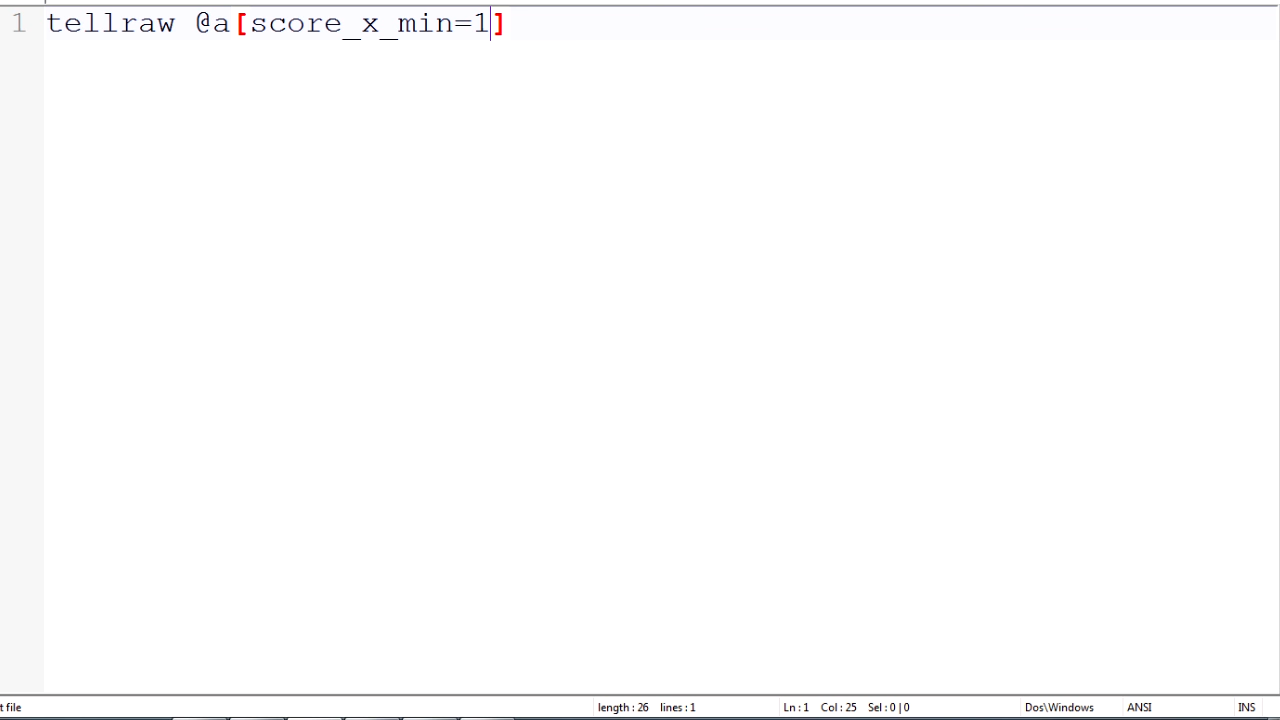 1 tellraw @a[score_x_min=1]
t file length : 26 lines : 1 Ln : 1 Col : 25 Sel : 0 | 0 Dos\Windows ANSI INS